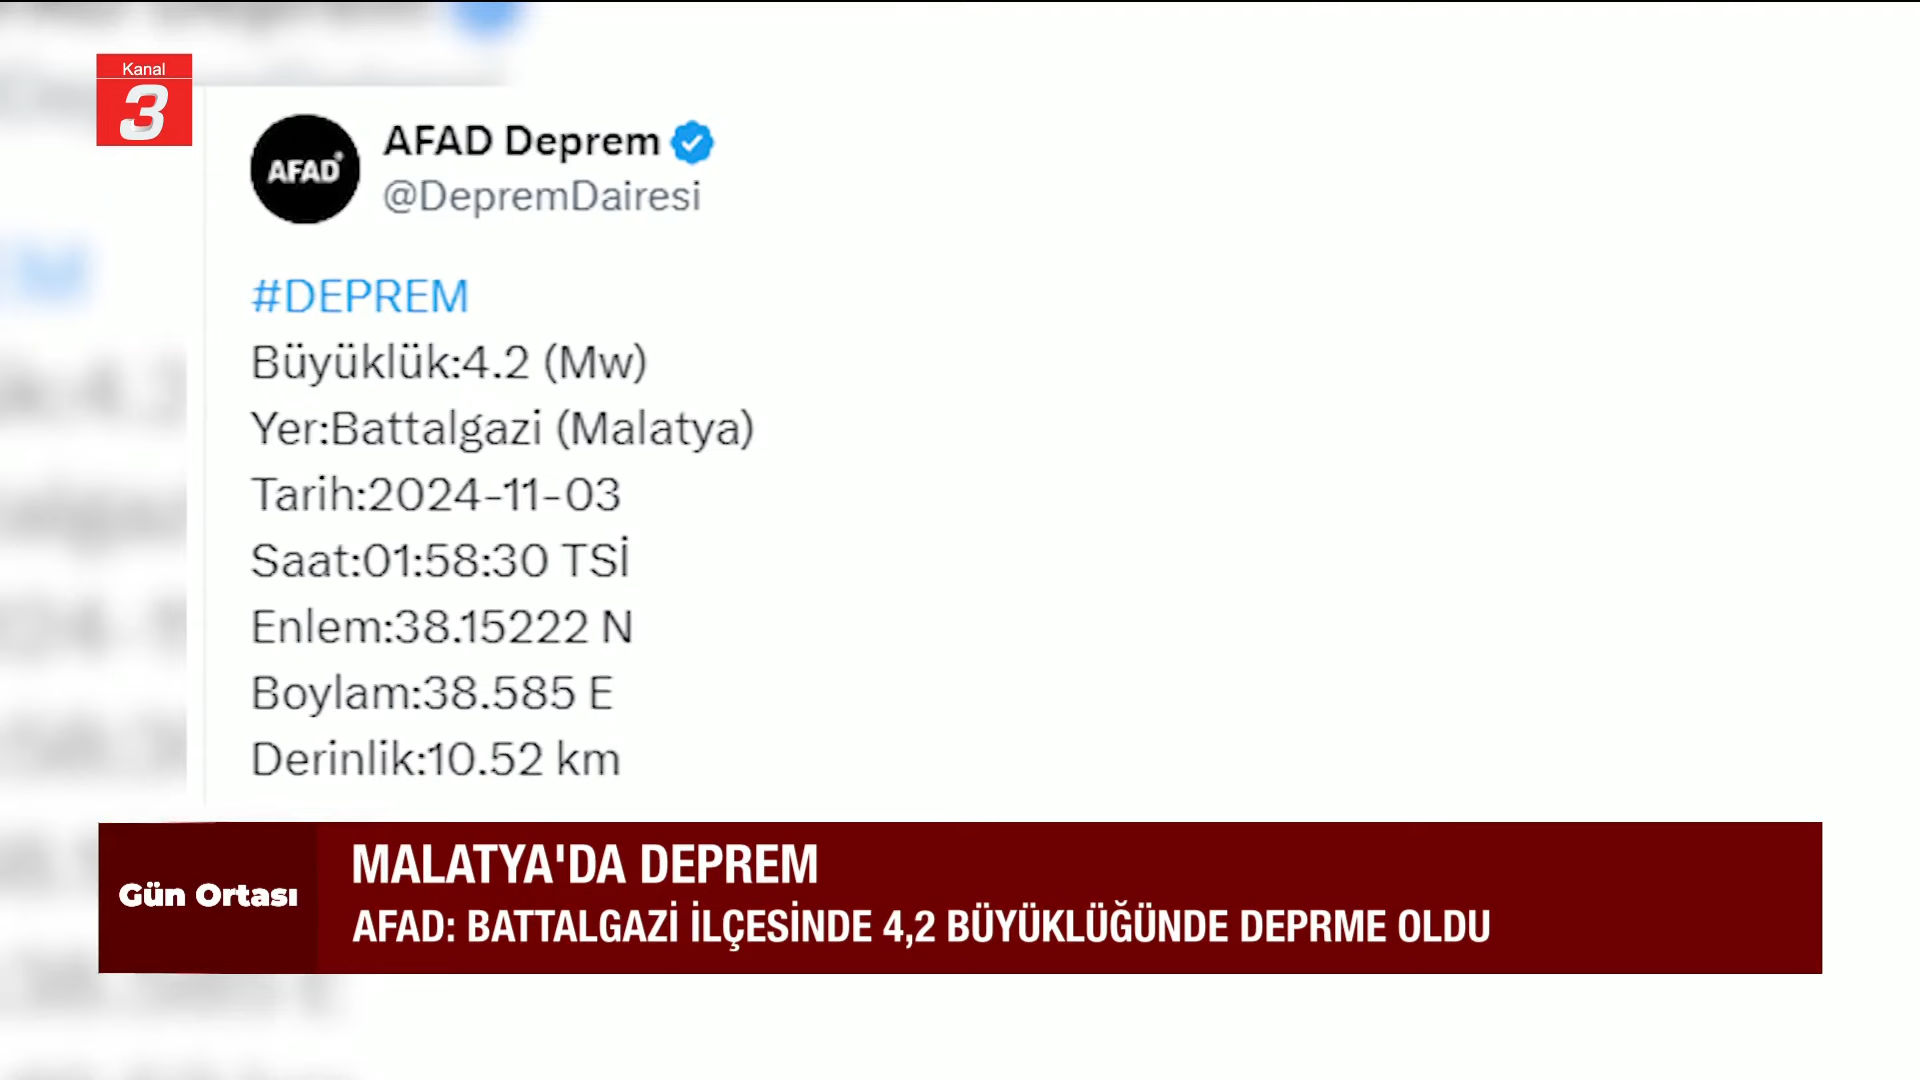 Kanal
3
AFAD
AFAD Deprem
@DepremDairesi
#DEPREM
Büyüklük:4.2 (Mw)
Yer:Battalgazi (Malatya)
Tarih:2024-11-03
Saat:01:58:30 TSİ
Enlem:38.15222 N
Boylam:38.585 E
Derinlik:10.52 km
Gün Ortası
MALATYA'DA DEPREM
AFAD: BATTALGAZİ İLÇESİNDE 4,2 BÜYÜKLÜĞÜNDE DEPRME OLDU